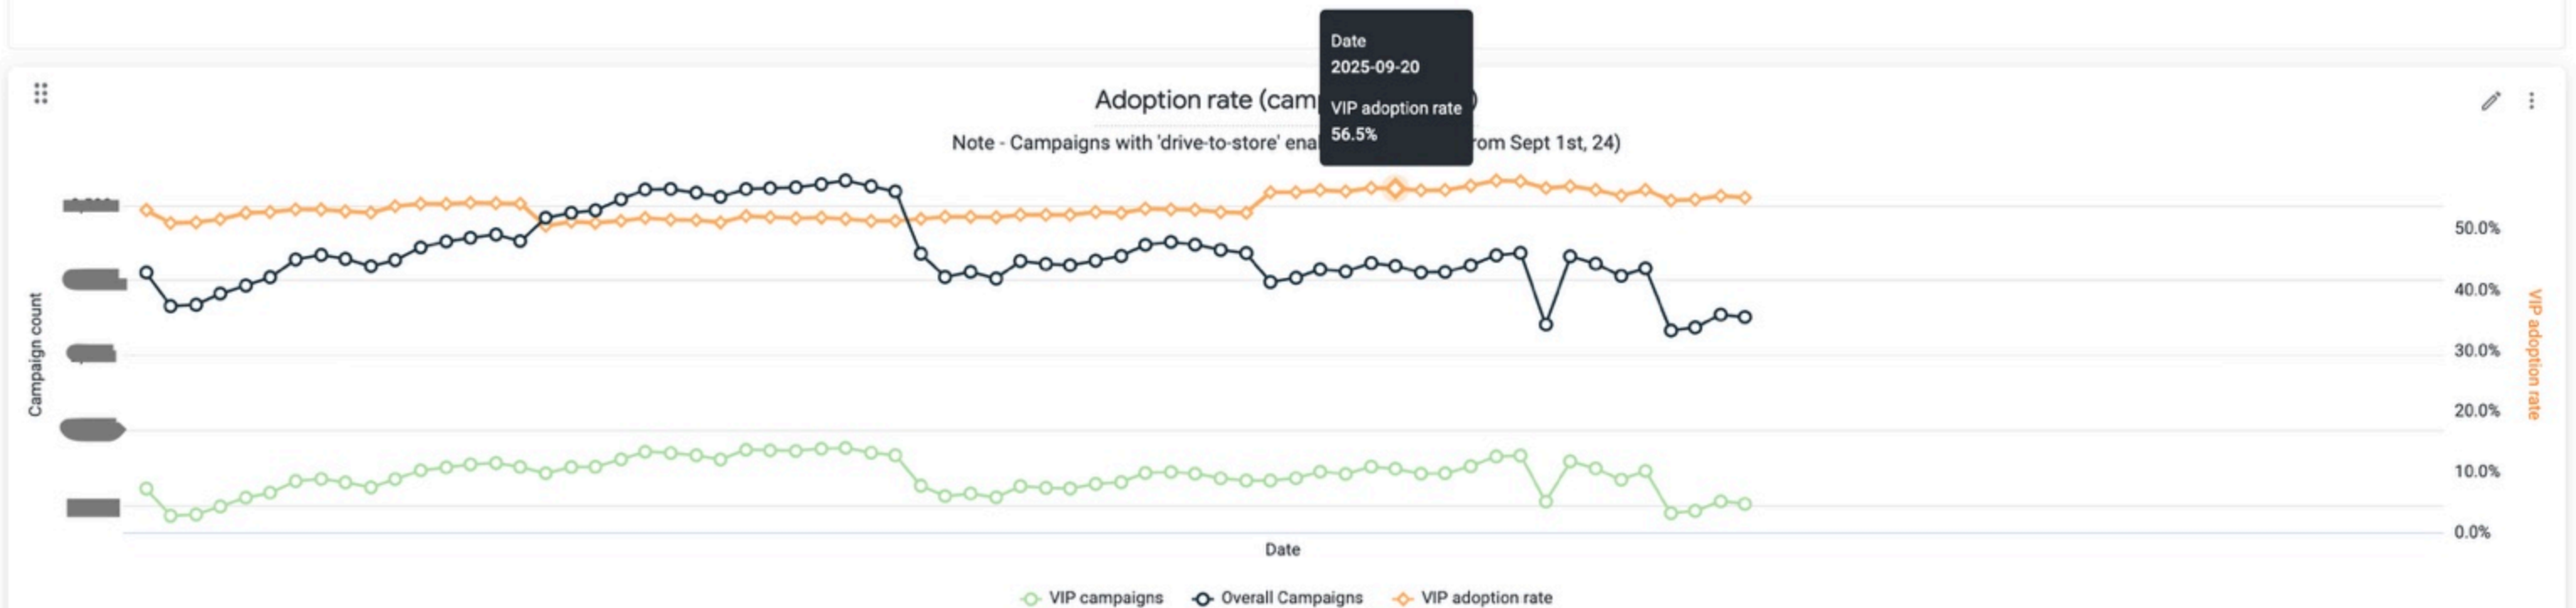 Date
2025-09-20
VIP adoption rate
56.5%
Adoption rate (cam
Note - Campaigns with 'drive-to-store' ena rom Sept 1st, 24)
Campaign count
50.0%
40.0%
30.0%
20.0%
10.0%
0.0%
VIP adoption rate
Date
VIP campaigns
Overall Campaigns
VIP adoption rate